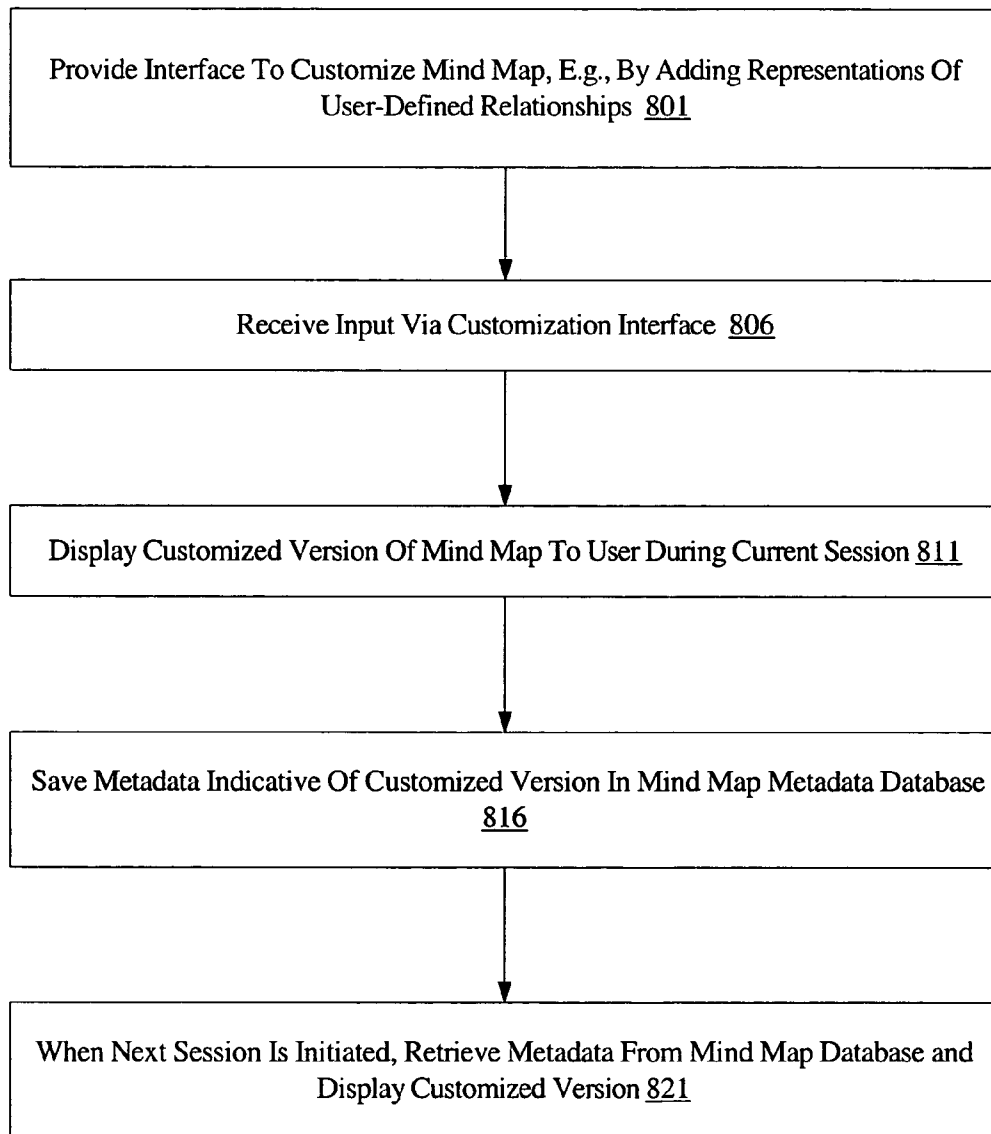 Provide Interface To Customize Mind Map, E.g., By Adding Representations Of
User-Defined Relationships 801
Receive Input Via Customization Interface 806
Display Customized Version Of Mind Map To User During Current Session 811
Save Metadata Indicative Of Customized Version In Mind Map Metadata Database
816
When Next Session Is Initiated, Retrieve Metadata From Mind Map Database and
Display Customized Version 821